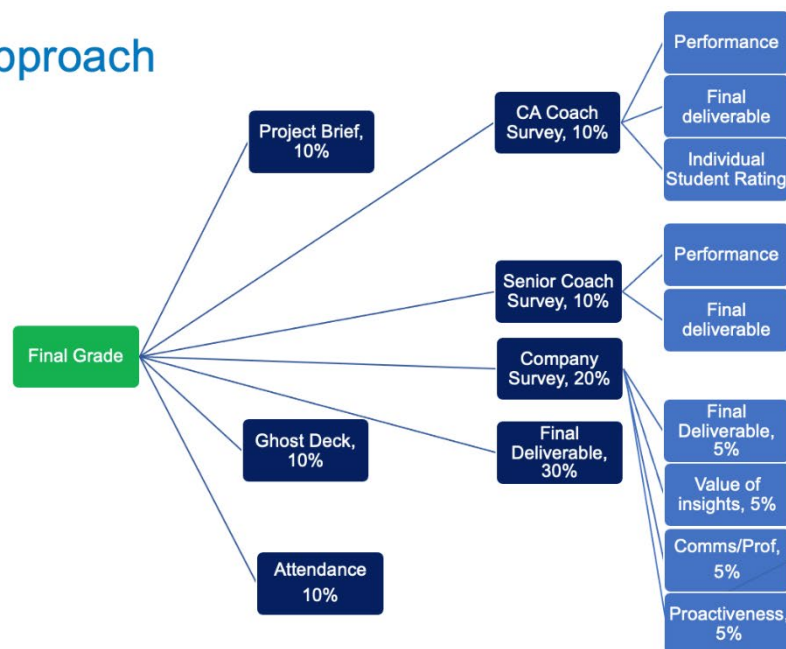 pproach
Final Grade
Project Brief,
10%
Ghost Deck,
10%
Attendance
10%
CA Coach
Survey, 10%
Senior Coach
Survey, 10%
Company
Survey, 20%
Final
Deliverable,
30%
Performance
Final
deliverable
Individual
Student Rating
Performance
Final
deliverable
Final
Deliverable,
5%
Value of
insights, 5%
Comms/Prof,
5%
Proactiveness,
5%